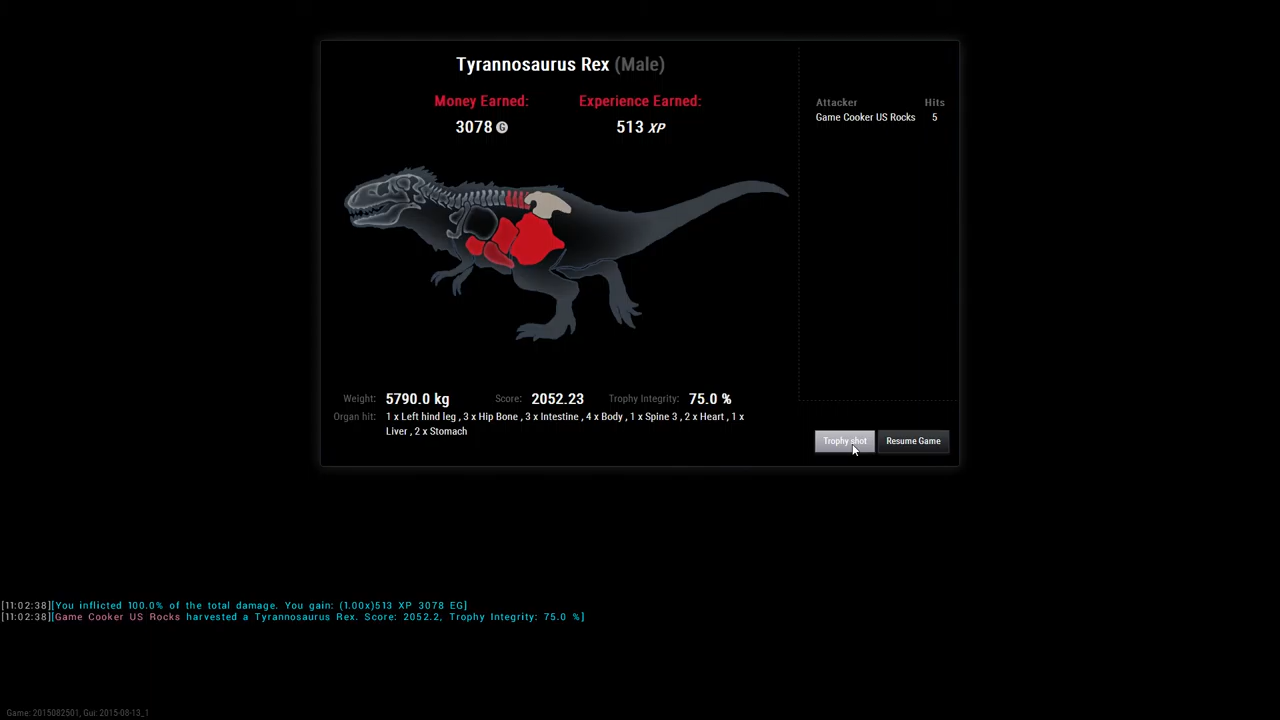 Tyrannosaurus Rex (Male)
Money Earned:
3078 G
Experience Earned:
513 XP
Attacker Hits
Game Cooker US Rocks 5
Weight: 5790.0 kg Score: 2052.23 Trophy Integrity: 75.0 %
Organ hit: 1 x Left hind leg , 3 x Hip Bone , 3 x Intestine , 4 x Body , 1 x Spine 3 , 2 x Heart , 1 x
Liver , 2 x Stomach
Trophy shot Resume Game
[11:02:38][You inflicted 100.0% of the total damage. You gain: (1.00x)513 XP 3078 EG]
[11:02:38][Game Cooker US Rocks harvested a Tyrannosaurus Rex. Score: 2052.2, Trophy Integrity: 75.0 %]
Game: 2015082501, Gui: 2015-08-13_1